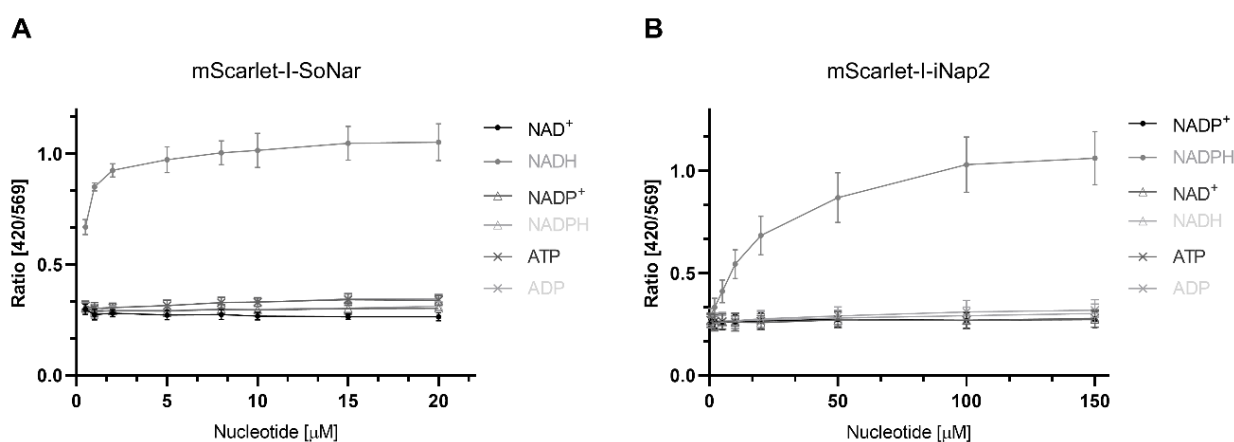 A
mScarlet-I-SoNar
Ratio [420/569]
1.0
0.5
0.0
0
5
10
15
20
Nucleotide [μM]
NAD⁺
NADH
NADP⁺
NADPH
ATP
ADP
B
mScarlet-I-iNap2
Ratio [420/569]
1.0
0.5
0.0
0
50
100
150
Nucleotide [μM]
NADP⁺
NADPH
NAD⁺
NADH
ATP
ADP